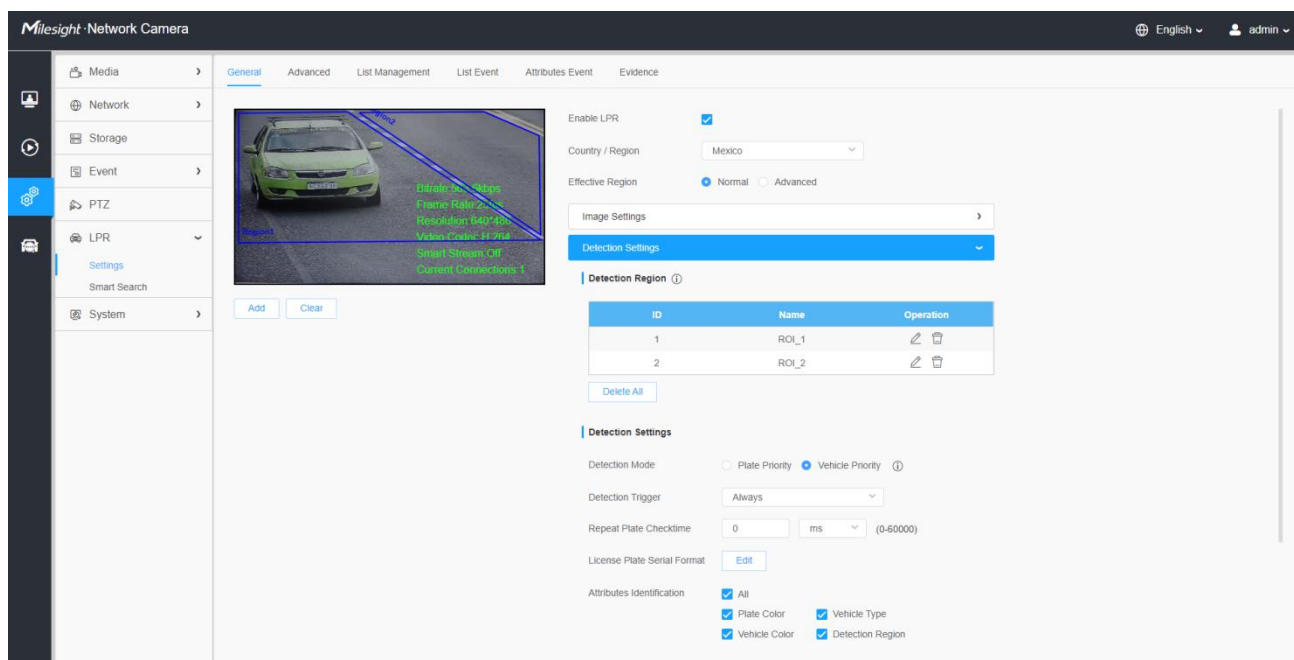 Milesight · Network Camera
English
admin
Media
Network
Storage
Event
PTZ
LPR
Settings
Smart Search
System
General Advanced List Management List Event Attributes Event Evidence
Region2
Region1
Frame Rate:
Resolution:640*480
Video Codec:H.264
Smart Stream:Off
Current Connections:1
Add Clear
Enable LPR
Country / Region Mexico
Effective Region Normal Advanced
Image Settings
Detection Settings
Detection Region
ID Name Operation
1 ROI_1
2 ROI_2
Delete All
Detection Settings
Detection Mode Plate Priority Vehicle Priority
Detection Trigger Always
Repeat Plate Checktime 0 ms (0-60000)
License Plate Serial Format Edit
Attributes Identification All
Plate Color Vehicle Type
Vehicle Color Detection Region